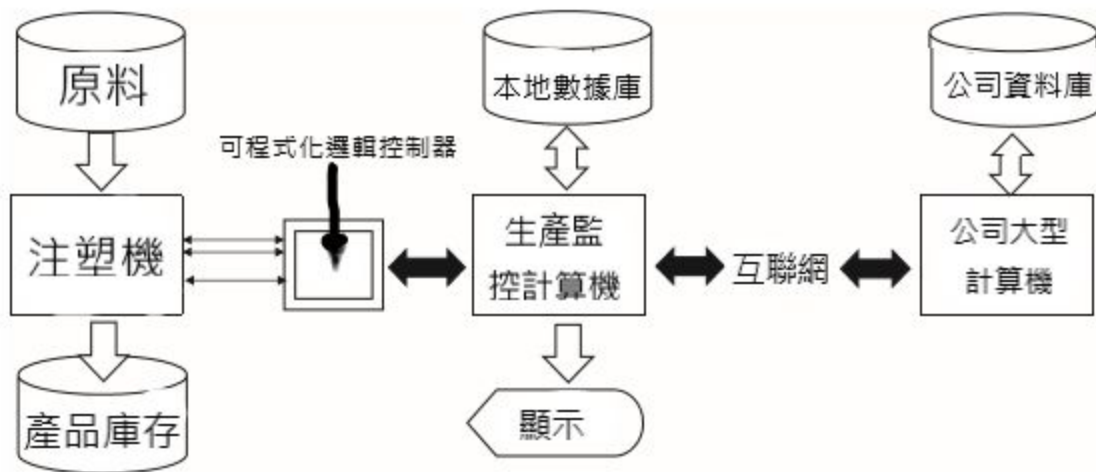 原料
本地數據庫
公司資料庫
可程式化邏輯控制器
注塑機
生產監
控計算機
互聯網
公司大型
計算機
產品庫存
顯示